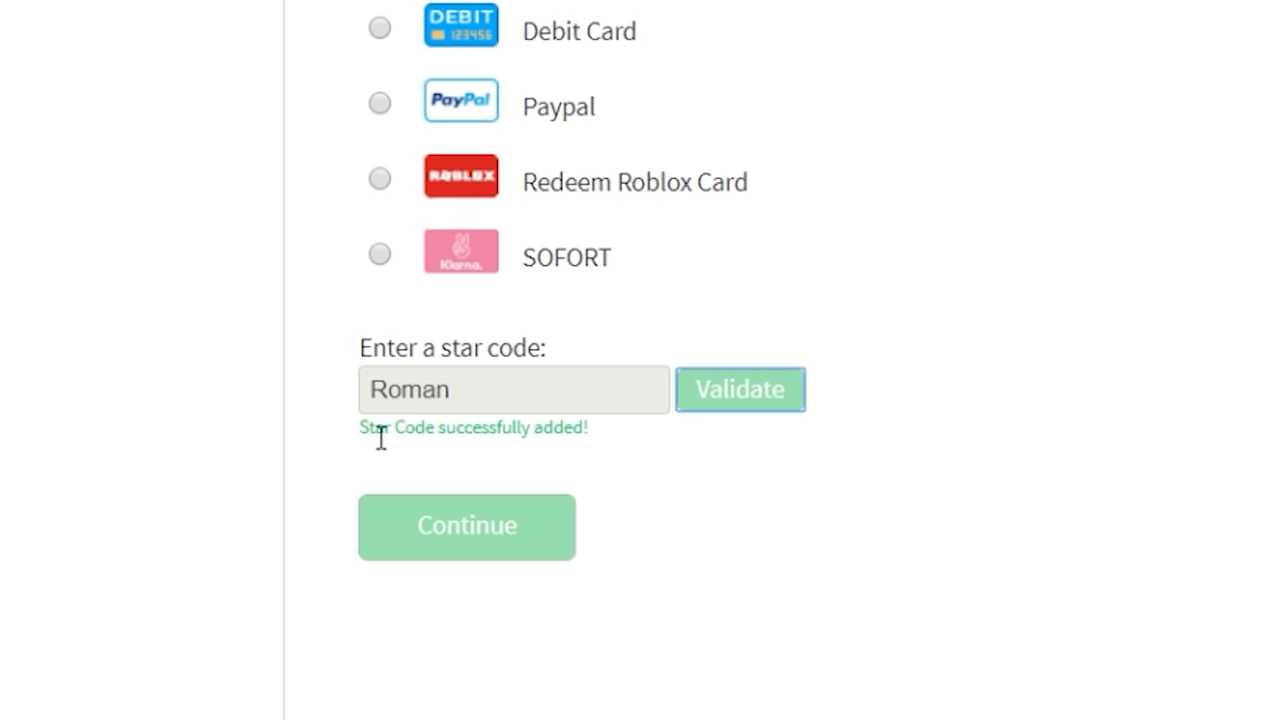 DEBIT
123456
Debit Card
PayPal
Paypal
ROBLOX
Redeem Roblox Card
Klarna.
SOFORT
Enter a star code:
Roman
Validate
Star Code successfully added!
Continue